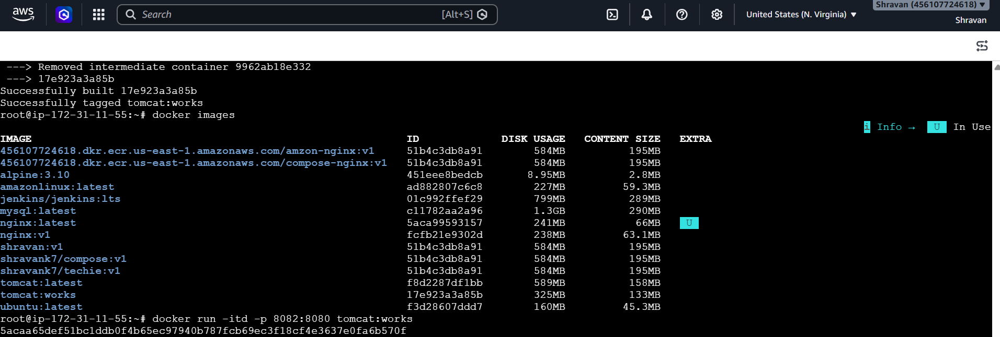 aws
Search
[Alt+S]
United States (N. Virginia) ▼
Shravan (456107724618) ▼
Shravan
---> Removed intermediate container 9962ab18e332
---> 17e923a3a85b
Successfully built 17e923a3a85b
Successfully tagged tomcat:works
root@ip-172-31-11-55:~# docker images
i Info → U In Use
IMAGE ID DISK USAGE CONTENT SIZE EXTRA
456107724618.dkr.ecr.us-east-1.amazonaws.com/amzon-nginx:v1 51b4c3db8a91 584MB 195MB
456107724618.dkr.ecr.us-east-1.amazonaws.com/compose-nginx:v1 51b4c3db8a91 584MB 195MB
alpine:3.10 451eee8bedcb 8.95MB 2.8MB
amazonlinux:latest ad882807c6c8 227MB 59.3MB
jenkins/jenkins:lts 01c992ffef29 799MB 289MB
mysql:latest c11782aa2a96 1.3GB 290MB
nginx:latest 5aca99593157 241MB 66MB U
nginx:v1 fcfb21e9302d 238MB 63.1MB
shravan:v1 51b4c3db8a91 584MB 195MB
shravank7/compose:v1 51b4c3db8a91 584MB 195MB
shravank7/techie:v1 51b4c3db8a91 584MB 195MB
tomcat:latest f8d2287df1bb 589MB 158MB
tomcat:works 17e923a3a85b 325MB 133MB
ubuntu:latest f3d28607ddd7 160MB 45.3MB
root@ip-172-31-11-55:~# docker run -itd -p 8082:8080 tomcat:works
5acaa65def51bc1ddb0f4b65ec97940b787fcb69ec3f18cf4e3637e0fa6b570f